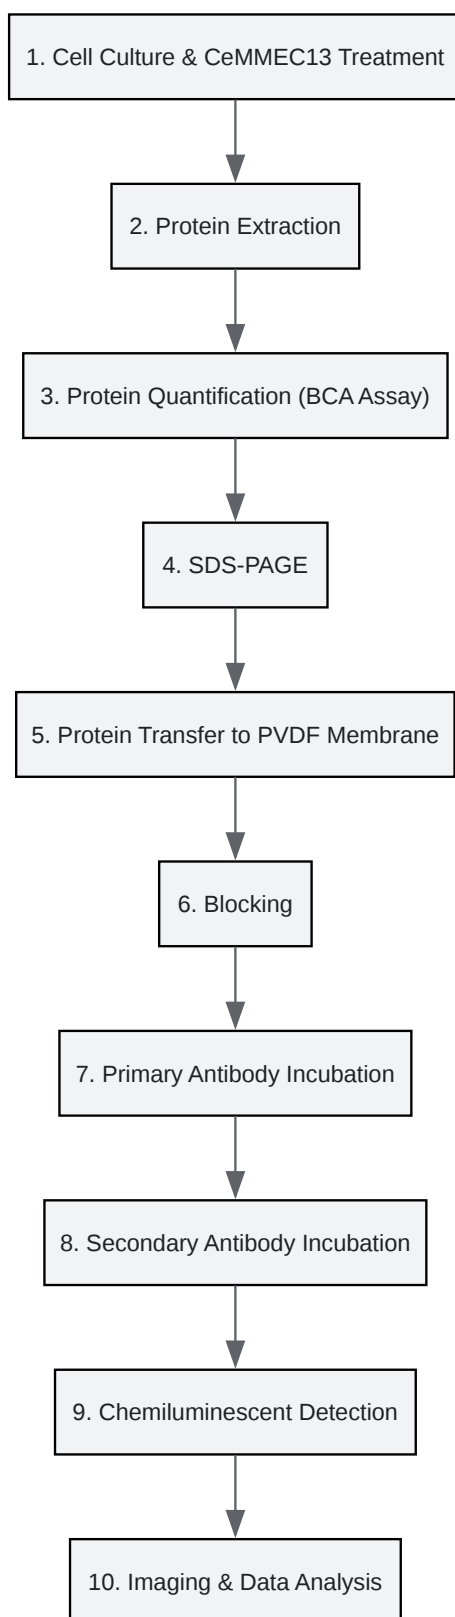 1. Cell Culture & CeMMEC13 Treatment
2. Protein Extraction
3. Protein Quantification (BCA Assay)
4. SDS-PAGE
5. Protein Transfer to PVDF Membrane
6. Blocking
7. Primary Antibody Incubation
8. Secondary Antibody Incubation
9. Chemiluminescent Detection
10. Imaging & Data Analysis